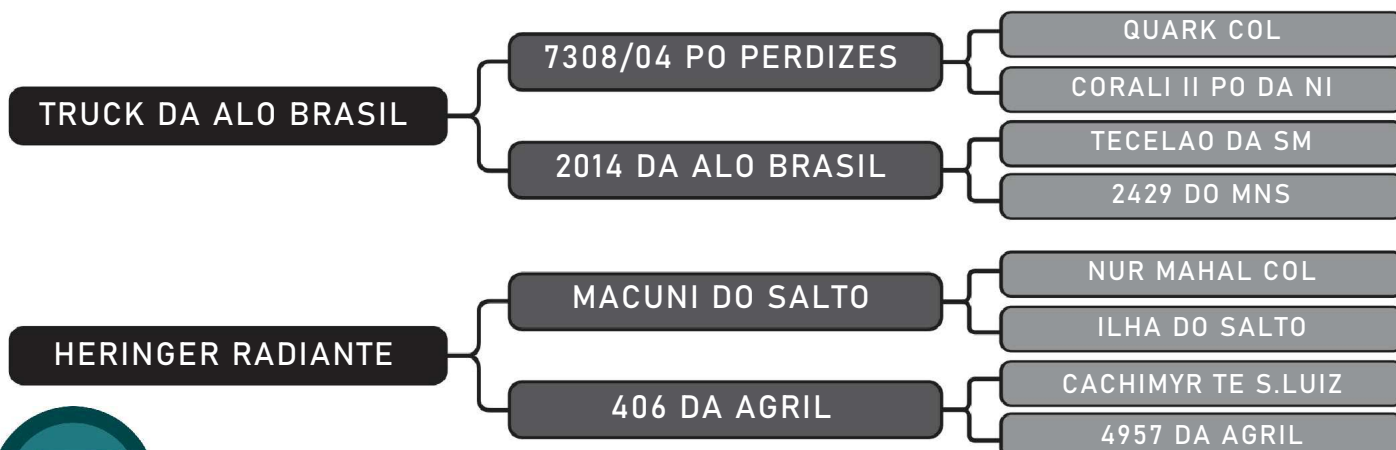 TRUCK DA ALO BRASIL
7308/04 PO PERDIZES
QUARK COL
CORALI II PO DA NI
2014 DA ALO BRASIL
TECELAO DA SM
2429 DO MNS
HERINGER RADIANTE
MACUNI DO SALTO
NUR MAHAL COL
ILHA DO SALTO
406 DA AGRIL
CACHIMYR TE S.LUIZ
4957 DA AGRIL